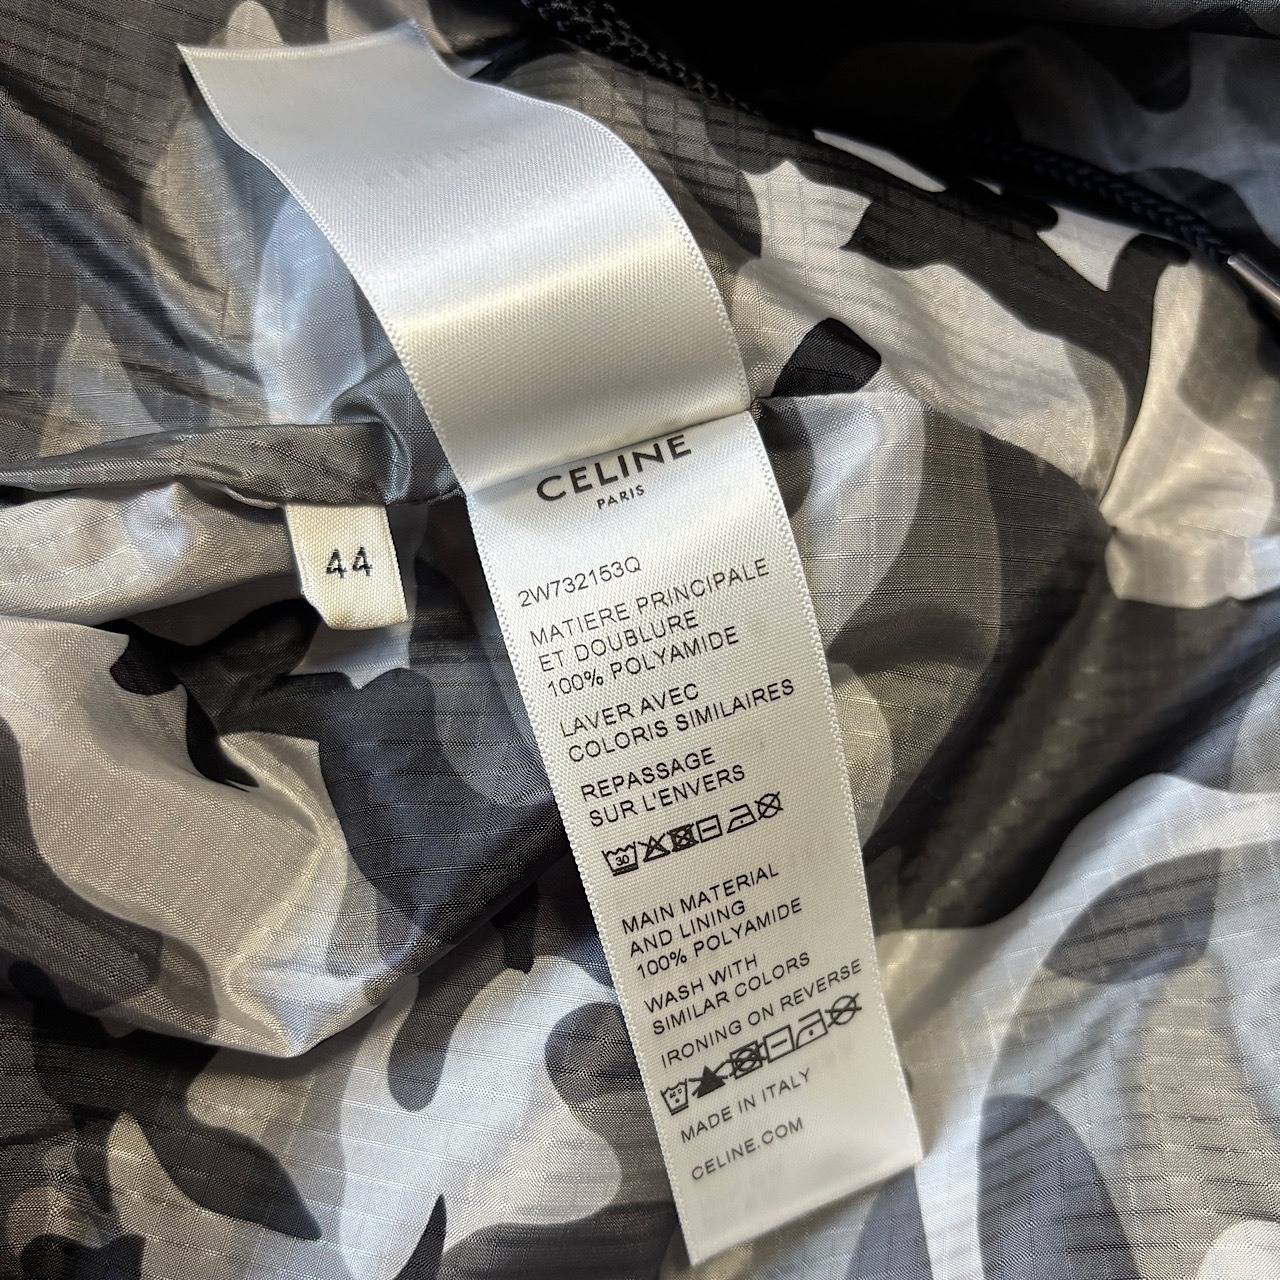 CELINE
PARIS
44
2W732153Q
MATIERE PRINCIPALE
ET DOUBLURE
100% POLYAMIDE
LAVER AVEC
COLORIS SIMILAIRES
REPASSAGE
SUR L'ENVERS
30
MAIN MATERIAL
AND LINING
100% POLYAMIDE
WASH WITH
SIMILAR COLORS
IRONING ON REVERSE
MADE IN ITALY
CELINE.COM